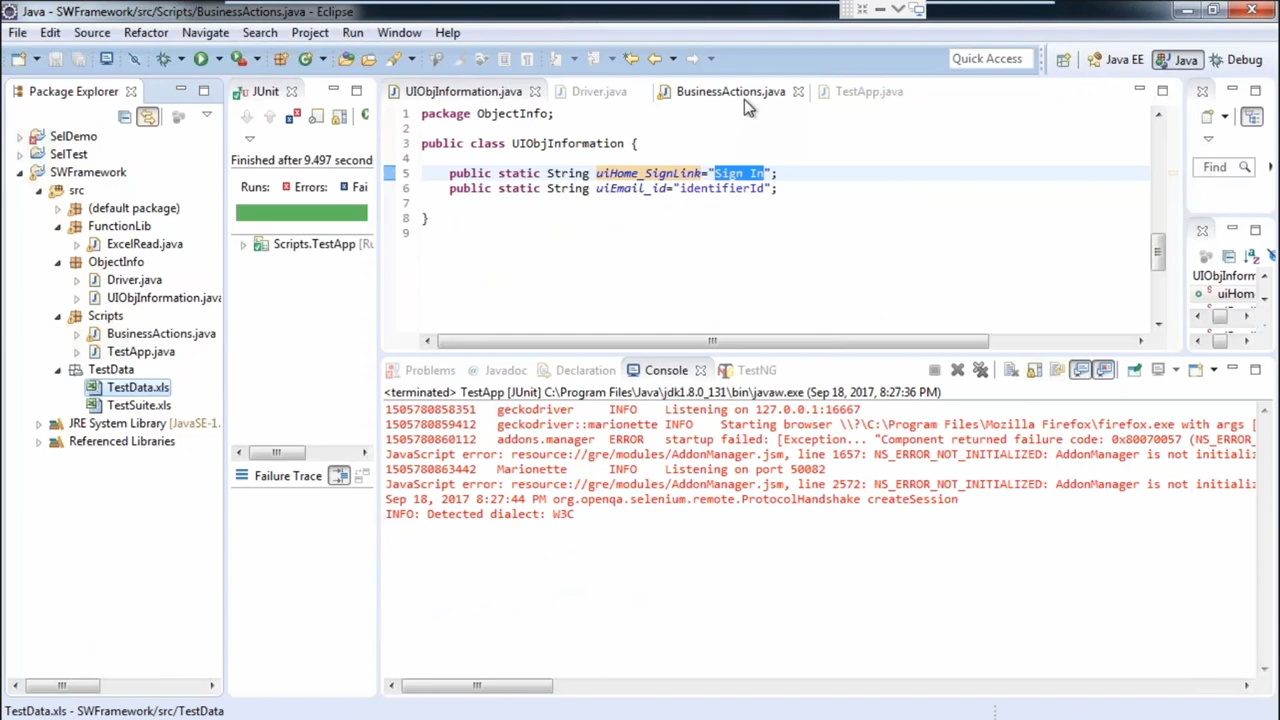 Java - SWFramework/src/Scripts/BusinessActions.java - Eclipse
File Edit Source Refactor Navigate Search Project Run Window Help
Quick Access
Java EE
Java
Debug
Package Explorer
SelDemo
SelTest
SWFramework
src
(default package)
FunctionLib
ExcelRead.java
ObjectInfo
Driver.java
UIObjInformation.java
Scripts
BusinessActions.java
TestApp.java
TestData
TestData.xls
TestSuite.xls
JRE System Library [JavaSE-1.
Referenced Libraries
JUnit
Finished after 9.497 second
Runs: Errors: Fai
Scripts.TestApp (Ru
Failure Trace
UIObjInformation.java Driver.java BusinessActions.java TestApp.java
1 package ObjectInfo;
2
3 public class UIObjInformation {
4
5 public static String uiHome_SignLink="Sign In";
6 public static String uiEmail_id="identifierId";
7
8 }
9
Find
UIObjInform
uiHom
Problems Javadoc Declaration Console TestNG
<terminated> TestApp [JUnit] C:\Program Files\Java\jdk1.8.0_131\bin\javaw.exe (Sep 18, 2017, 8:27:36 PM)
1505780858351 geckodriver INFO Listening on 127.0.0.1:16667
1505780859412 geckodriver::marionette INFO Starting browser \\?\C:\Program Files\Mozilla Firefox\firefox.exe with args [
1505780860112 addons.manager ERROR startup failed: [Exception... "Component returned failure code: 0x80070057 (NS_ERROR_
JavaScript error: resource://gre/modules/AddonManager.jsm, line 1657: NS_ERROR_NOT_INITIALIZED: AddonManager is not initializ
1505780863442 Marionette INFO Listening on port 50082
JavaScript error: resource://gre/modules/AddonManager.jsm, line 2572: NS_ERROR_NOT_INITIALIZED: AddonManager is not initializ
Sep 18, 2017 8:27:44 PM org.openqa.selenium.remote.ProtocolHandshake createSession
INFO: Detected dialect: W3C
TestData.xls - SWFramework/src/TestData